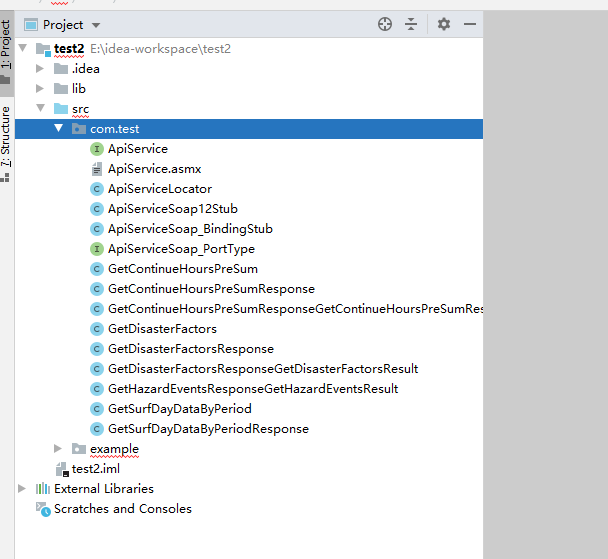 Project
1: Project
7: Structure
test2 E:\idea-workspace\test2
.idea
lib
src
com.test
ApiService
ApiService.asmx
ApiServiceLocator
ApiServiceSoap12Stub
ApiServiceSoap_BindingStub
ApiServiceSoap_PortType
GetContinueHoursPreSum
GetContinueHoursPreSumResponse
GetContinueHoursPreSumResponseGetContinueHoursPreSumRes
GetDisasterFactors
GetDisasterFactorsResponse
GetDisasterFactorsResponseGetDisasterFactorsResult
GetHazardEventsResponseGetHazardEventsResult
GetSurfDayDataByPeriod
GetSurfDayDataByPeriodResponse
example
test2.iml
External Libraries
Scratches and Consoles